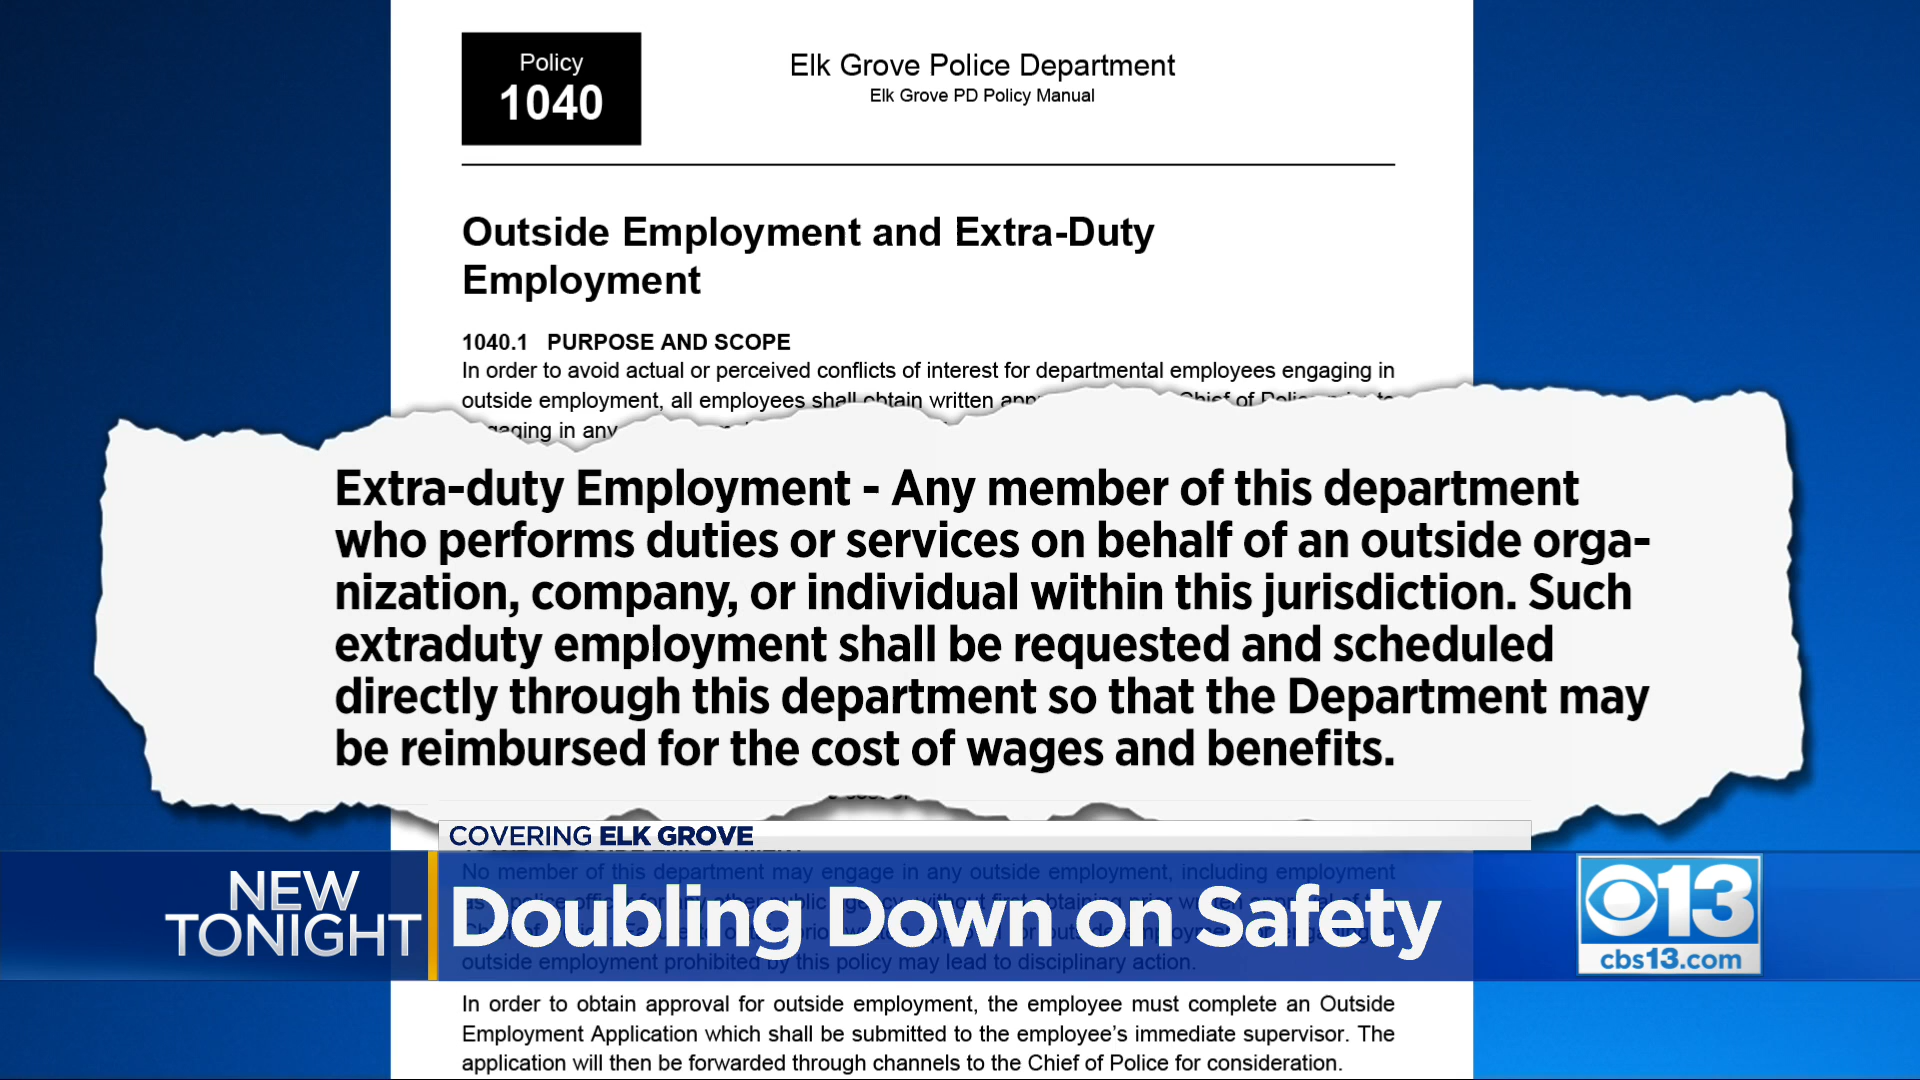 Policy
1040
Elk Grove Police Department
Elk Grove PD Policy Manual
Outside Employment and Extra-Duty
Employment
1040.1 PURPOSE AND SCOPE
In order to avoid actual or perceived conflicts of interest for departmental employees engaging in
outside employment, all employees shall obtain written
in any
Extra-duty Employment - Any member of this department
who performs duties or services on behalf of an outside orga-
nization, company, or individual within this jurisdiction. Such
extraduty employment shall be requested and scheduled
directly through this department so that the Department may
be reimbursed for the cost of wages and benefits.
COVERING ELK GROVE
NEW
TONIGHT
Doubling Down on Safety
13
cbs13.com
No member of this department may engage in any outside employment, including employment
outside employment prohibited by this policy may lead to disciplinary action.
In order to obtain approval for outside employment, the employee must complete an Outside
Employment Application which shall be submitted to the employee's immediate supervisor. The
application will then be forwarded through channels to the Chief of Police for consideration.